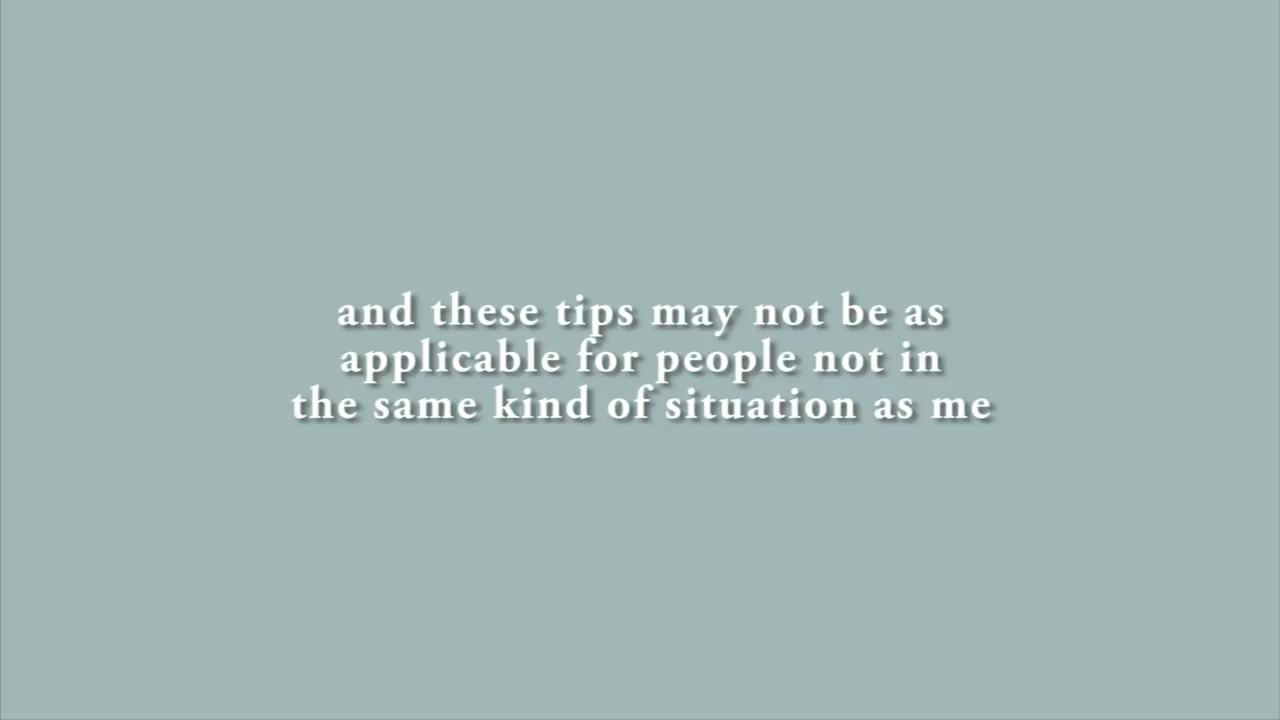 and these tips may not be as
applicable for people not in
the same kind of situation as me